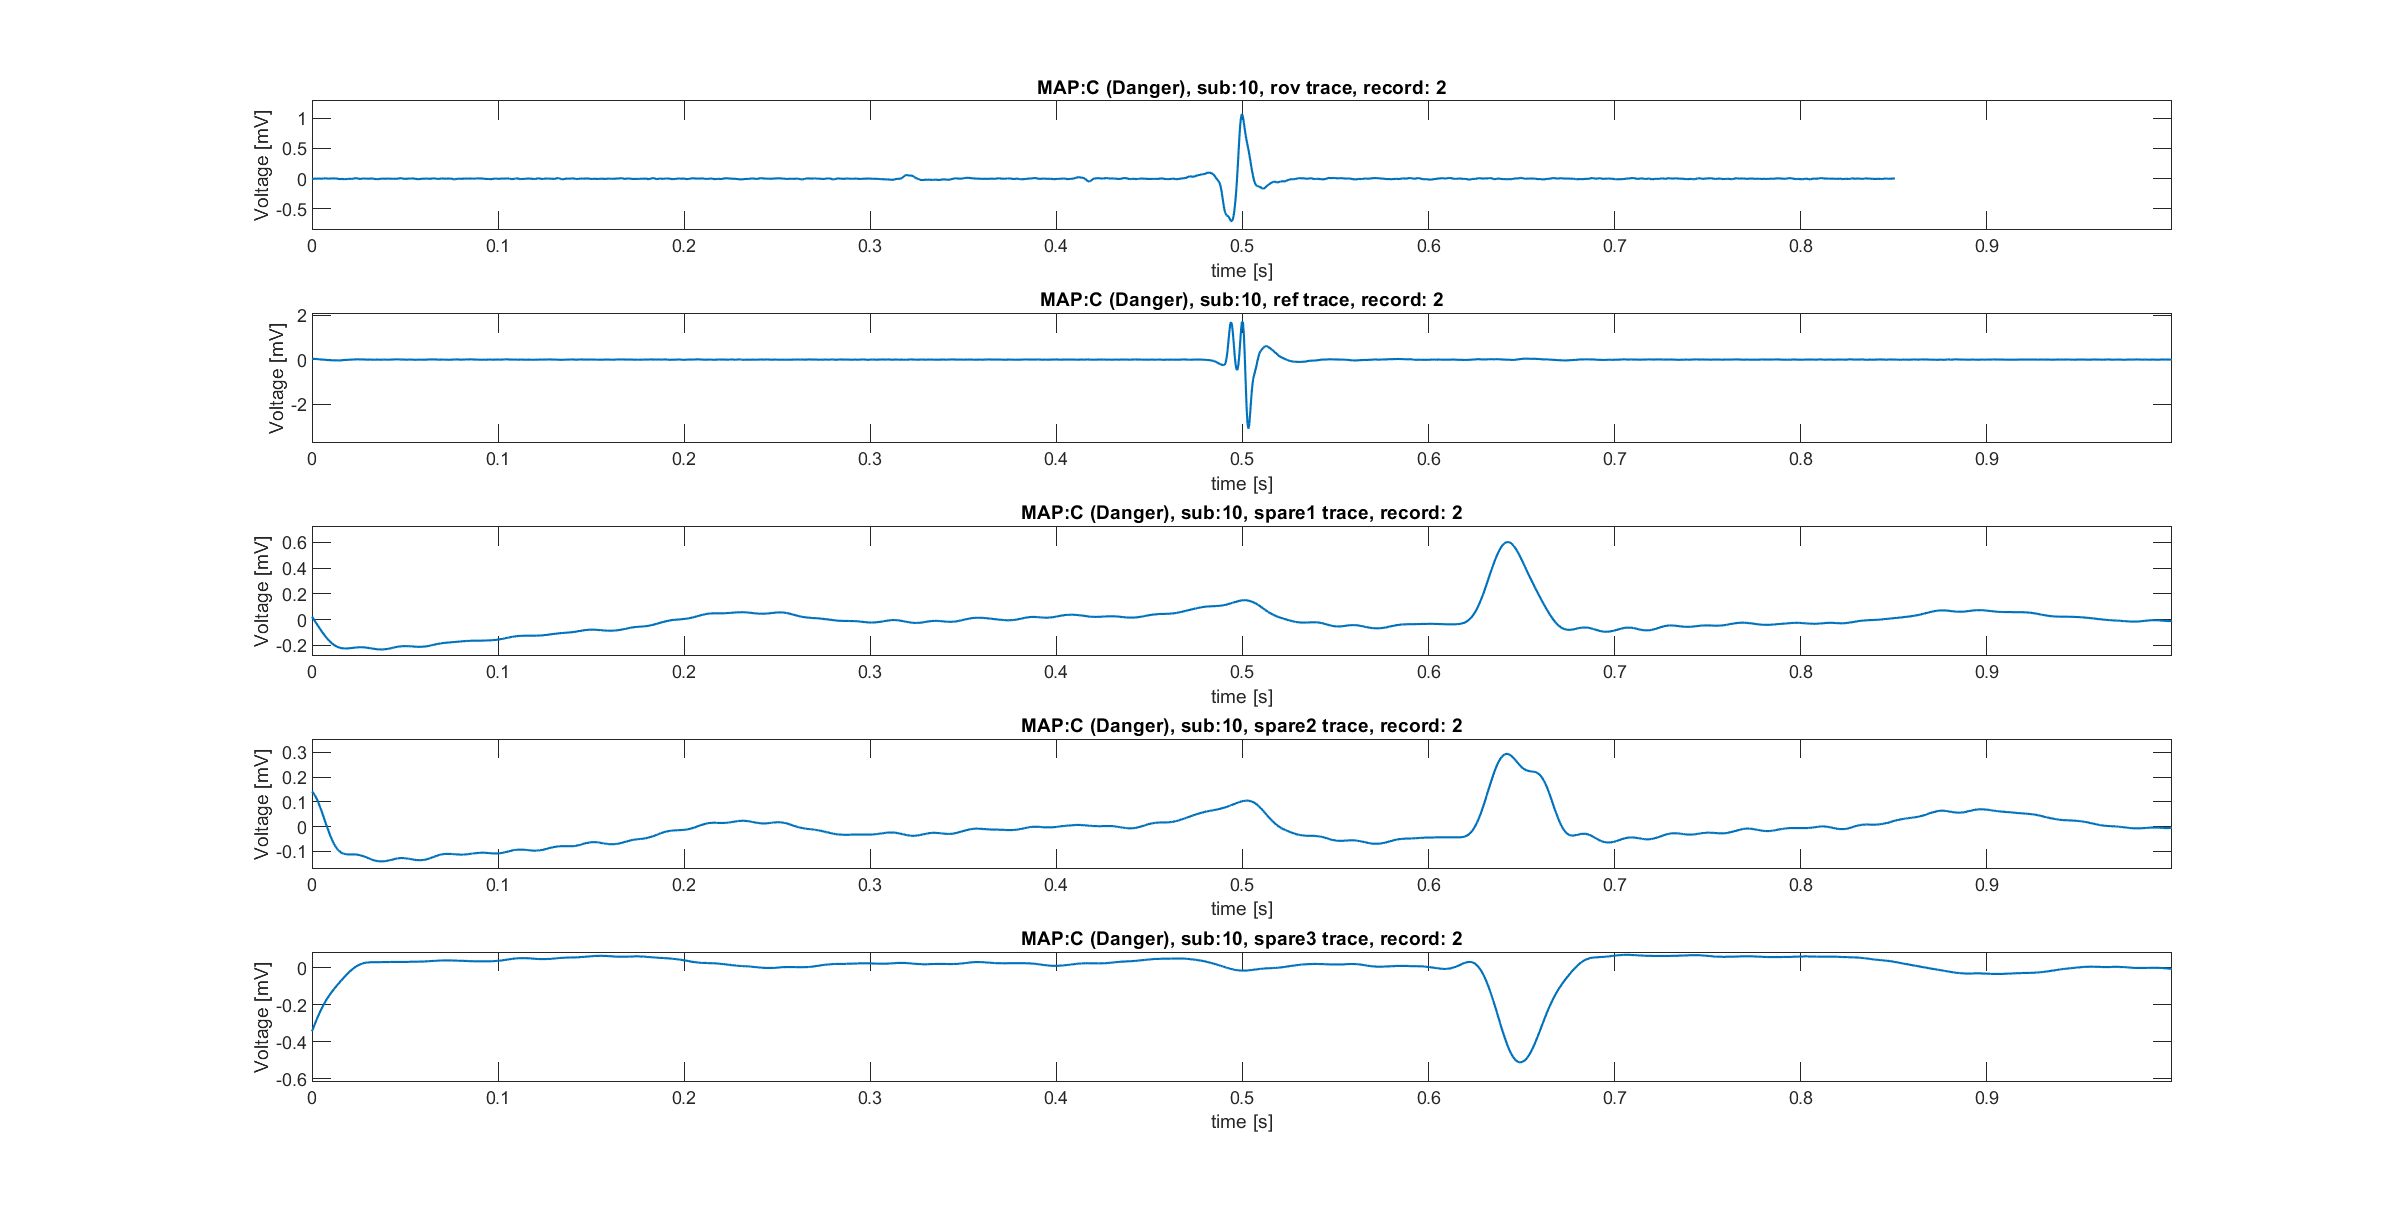 MAP:C (Danger), sub:10, rov trace, record: 2
Voltage [mV]
1
0.5
0
-0.5
0 0.1 0.2 0.3 0.4 0.5 0.6 0.7 0.8 0.9
time [s]
MAP:C (Danger), sub:10, ref trace, record: 2
Voltage [mV]
2
0
-2
0 0.1 0.2 0.3 0.4 0.5 0.6 0.7 0.8 0.9
time [s]
MAP:C (Danger), sub:10, spare1 trace, record: 2
Voltage [mV]
0.6
0.4
0.2
0
-0.2
0 0.1 0.2 0.3 0.4 0.5 0.6 0.7 0.8 0.9
time [s]
MAP:C (Danger), sub:10, spare2 trace, record: 2
Voltage [mV]
0.3
0.2
0.1
0
-0.1
0 0.1 0.2 0.3 0.4 0.5 0.6 0.7 0.8 0.9
time [s]
MAP:C (Danger), sub:10, spare3 trace, record: 2
Voltage [mV]
0
-0.2
-0.4
-0.6
0 0.1 0.2 0.3 0.4 0.5 0.6 0.7 0.8 0.9
time [s]